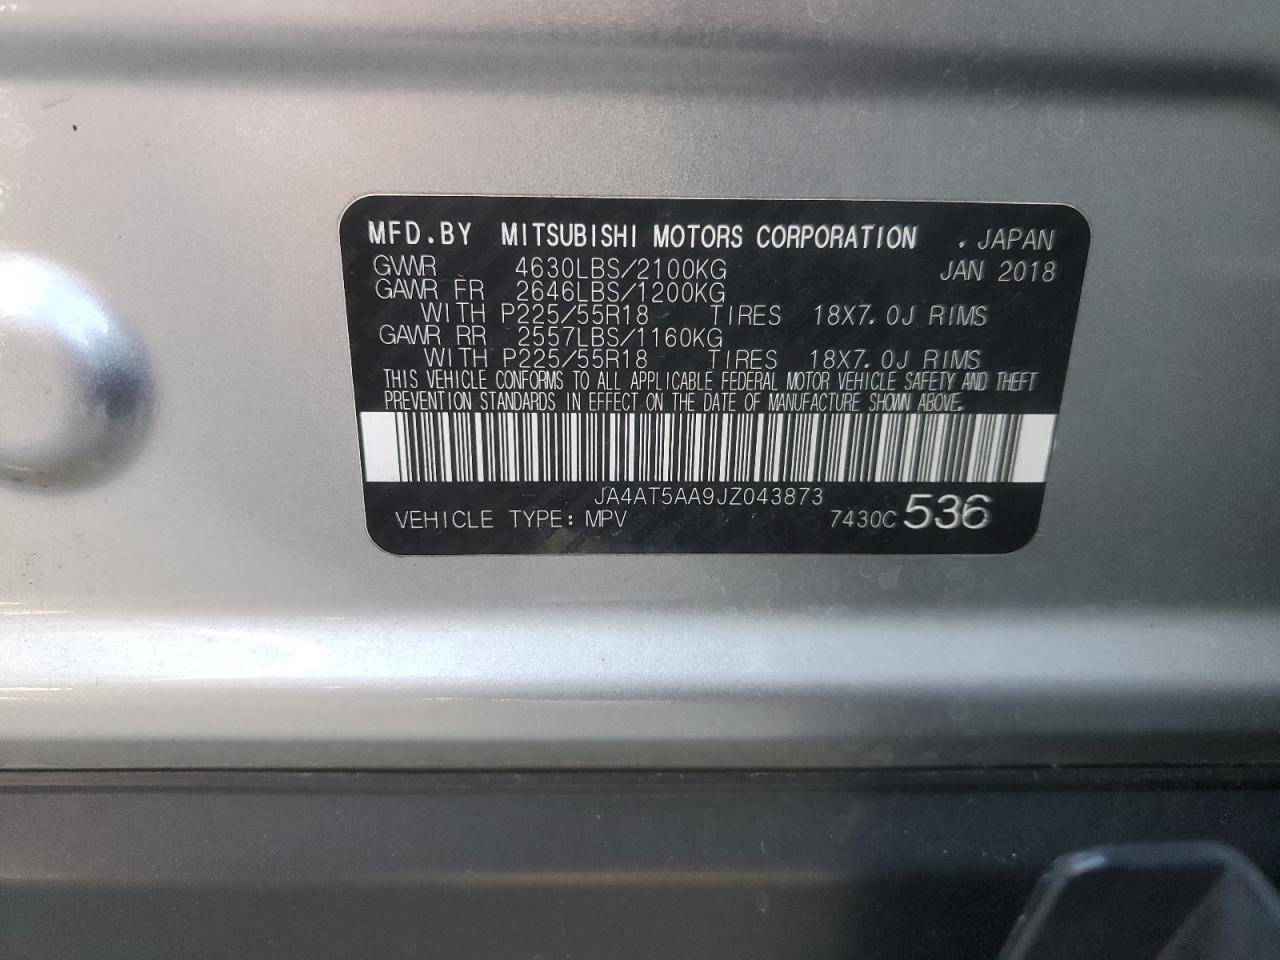 MFD.BY MITSUBISHI MOTORS CORPORATION . JAPAN
GVWR 4630LBS/2100KG JAN 2018
GAWR FR 2646LBS/1200KG
WITH P225/55R18 TIRES 18X7.0J RIMS
GAWR RR 2557LBS/1160KG
WITH P225/55R18 TIRES 18X7.0J RIMS
THIS VEHICLE CONFORMS TO ALL APPLICABLE FEDERAL MOTOR VEHICLE SAFETY AND THEFT
PREVENTION STANDARDS IN EFFECT ON THE DATE OF MANUFACTURE SHOWN ABOVE.
JA4AT5AA9JZ043873
VEHICLE TYPE: MPV 7430C 536